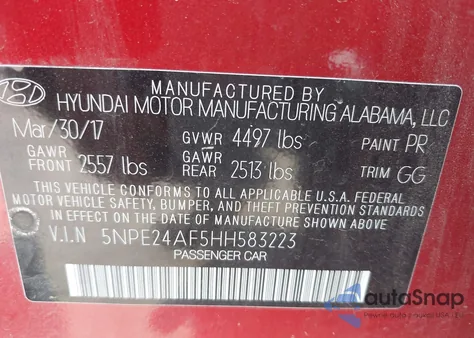 MANUFACTURED BY
HYUNDAI MOTOR MANUFACTURING ALABAMA, LLC
Mar/30/17 GVWR 4497 lbs PAINT PR
GAWR FRONT 2557 lbs GAWR REAR 2513 lbs TRIM GG
THIS VEHICLE CONFORMS TO ALL APPLICABLE U.S.A. FEDERAL
MOTOR VEHICLE SAFETY, BUMPER, AND THEFT PREVENTION STANDARDS
IN EFFECT ON THE DATE OF MANUFACTURE SHOWN ABOVE.
V.I.N 5NPE24AF5HH583223
PASSENGER CAR
autoSnap